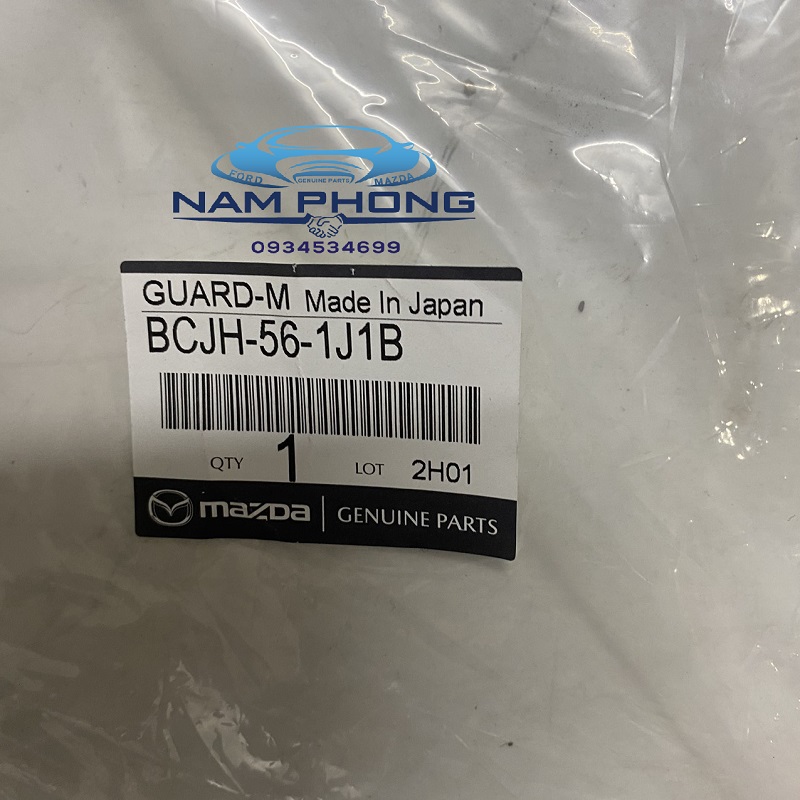 FORD GENUINE PARTS MAZDA
NAM PHONG
0934534699
GUARD-M Made In Japan
BCJH-56-1J1B
QTY 1 LOT 2H01
mazda | GENUINE PARTS